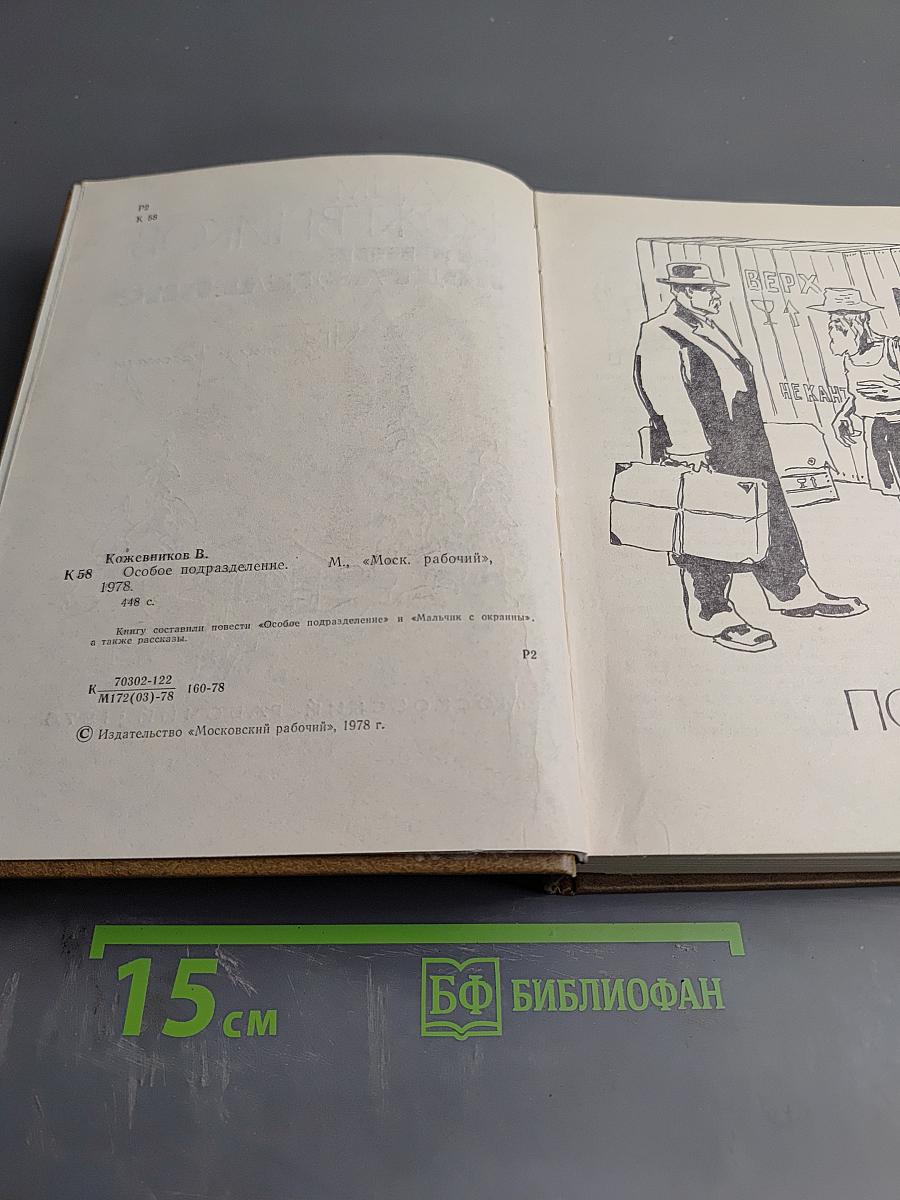 Р2
К 58
Кожевников В.
К 58 Особое подразделение. М., «Моск. рабочий»,
1978.
448 с.
Книгу составили повести «Особое подразделение» и «Мальчик с окраины»,
а также рассказы.
Р2
К 70302-122
М172(03)-78 160-78
© Издательство «Московский рабочий», 1978 г.
ВЕРХ
НЕ КАНТ
ПО
15 см
БФ БИБЛИОФАН